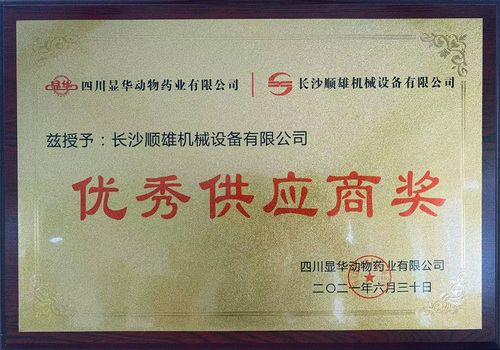 显华 四川显华动物药业有限公司 长沙顺雄机械设备有限公司
兹授予：长沙顺雄机械设备有限公司
优秀供应商奖
四川显华动物药业有限公司
二〇二一年六月三十日